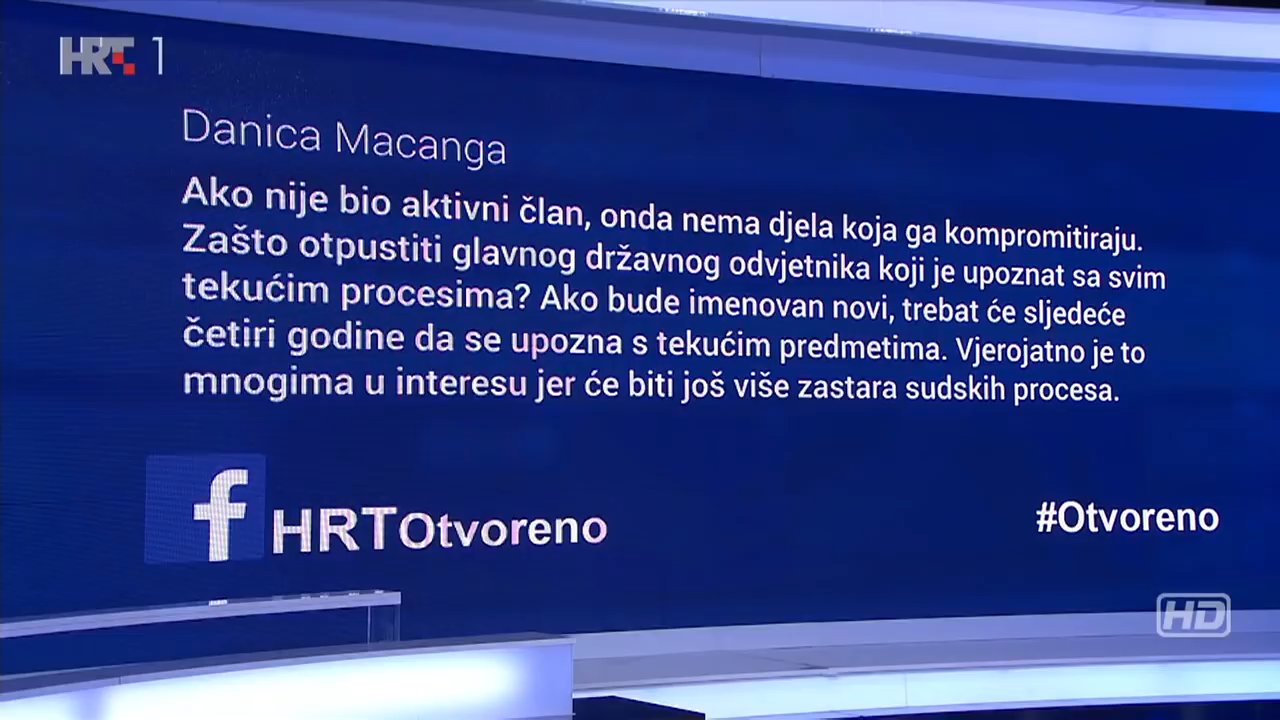 HRT 1
Danica Macanga
Ako nije bio aktivni član, onda nema djela koja ga kompromitiraju.
Zašto otpustiti glavnog državnog odvjetnika koji je upoznat sa svim
tekućim procesima? Ako bude imenovan novi, trebat će sljedeće
četiri godine da se upozna s tekućim predmetima. Vjerojatno je to
mnogima u interesu jer će biti još više zastara sudskih procesa.
f HRTOtvoreno
#Otvoreno
HD